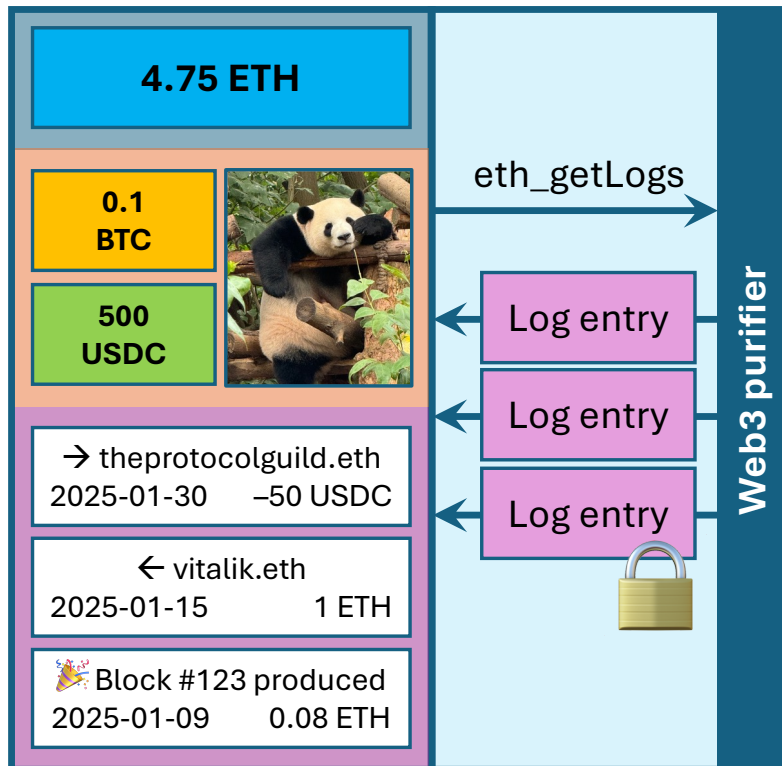 4.75 ETH
0.1
BTC
500
USDC
→ theprotocolguild.eth
2025-01-30 –50 USDC
← vitalik.eth
2025-01-15 1 ETH
🎉 Block #123 produced
2025-01-09 0.08 ETH
eth_getLogs
Log entry
Log entry
Log entry
Web3 purifier